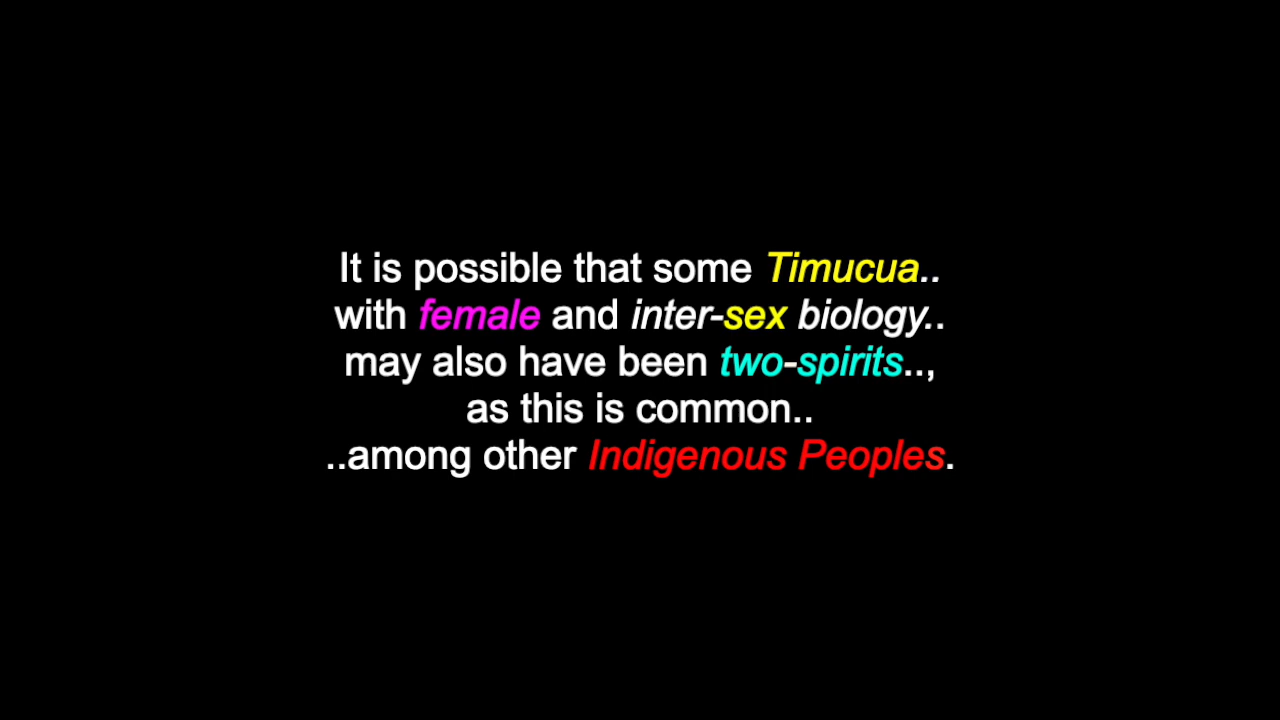 It is possible that some Timucua..
with female and inter-sex biology..
may also have been two-spirits..,
as this is common..
..among other Indigenous Peoples.